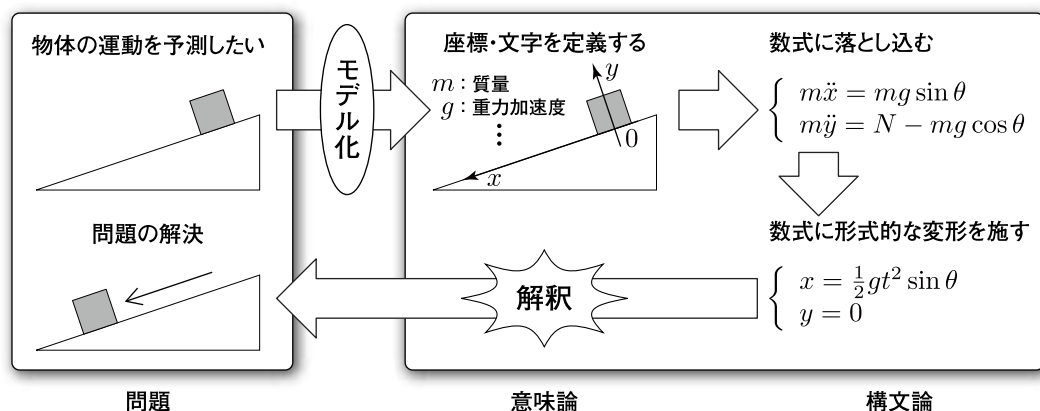 物体の運動を予測したい
モデル化
座標・文字を定義する
m：質量
g：重力加速度
⋮
y
0
x
数式に落とし込む
mẍ = mg sin θ
mÿ = N − mg cos θ
数式に形式的な変形を施す
x = ½gt² sin θ
y = 0
解釈
問題の解決
問題
意味論
構文論